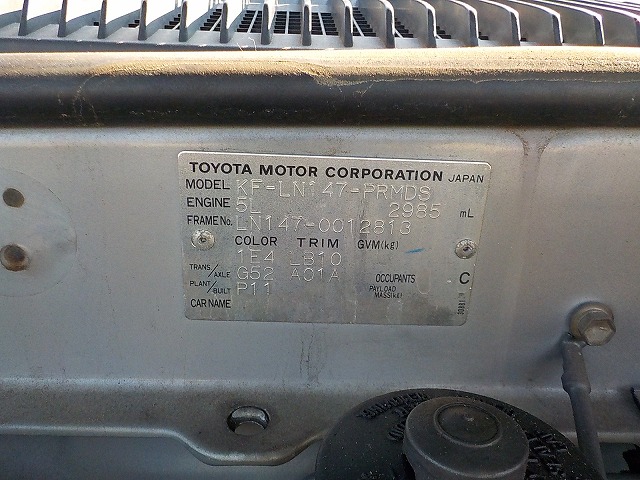 TOYOTA MOTOR CORPORATION JAPAN
MODEL KF-LN147-PRMDS
ENGINE 5L 2985 mL
FRAME No. LN147-0012813
COLOR TRIM GVM(kg)
1E4 LB10
TRANS/AXLE G52 A01A OCCUPANTS C
PLANT/BUILT P11 PAYLOAD MASS(kg)
CAR NAME